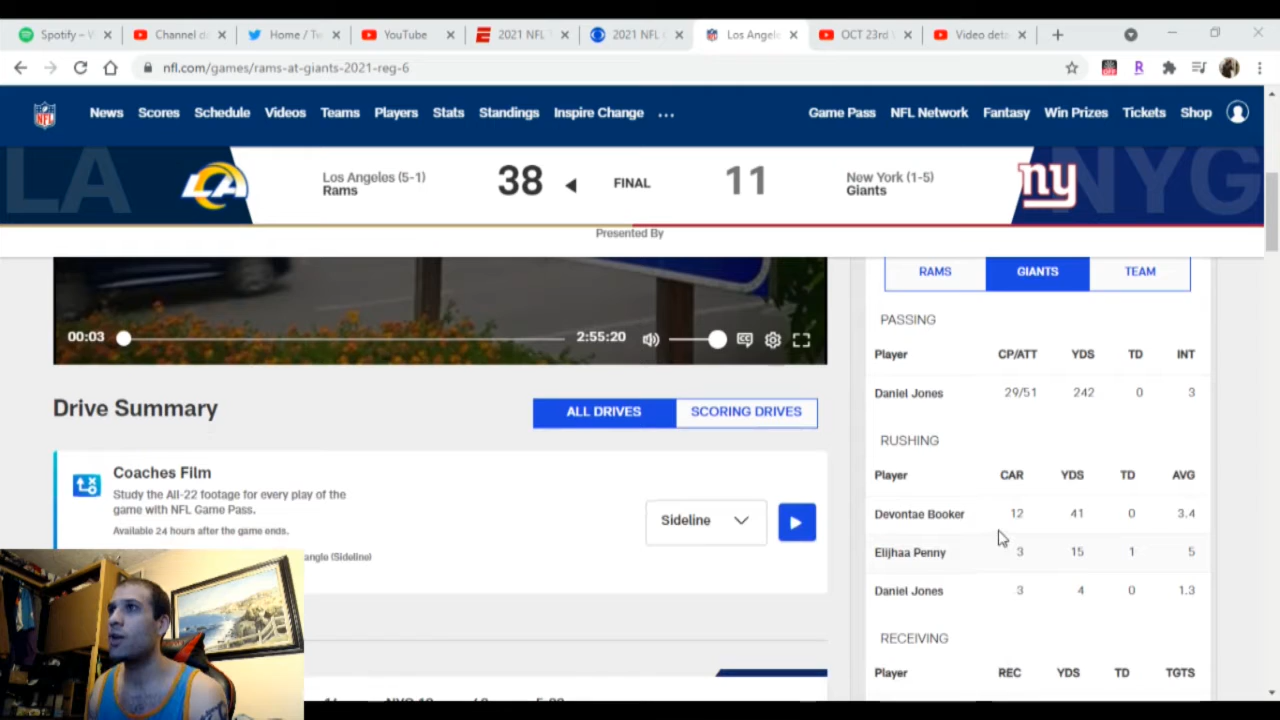 Spotify – V
Channel d
Home / Tw
YouTube
2021 NFL
2021 NFL
Los Angele
OCT 23rd
Video deta
nfl.com/games/rams-at-giants-2021-reg-6
News Scores Schedule Videos Teams Players Stats Standings Inspire Change ... Game Pass NFL Network Fantasy Win Prizes Tickets Shop
LA
Los Angeles (5-1)
Rams
38
FINAL
11
New York (1-5)
Giants
ny
NYG
Presented By
RAMS GIANTS TEAM
00:03 2:55:20
PASSING
Player CP/ATT YDS TD INT
Daniel Jones 29/51 242 0 3
Drive Summary
ALL DRIVES SCORING DRIVES
RUSHING
Player CAR YDS TD AVG
Coaches Film
Study the All-22 footage for every play of the
game with NFL Game Pass.
Available 24 hours after the game ends.
angle (Sideline)
Sideline
Devontae Booker 12 41 0 3.4
Elijhaa Penny 3 15 1 5
Daniel Jones 3 4 0 1.3
RECEIVING
Player REC YDS TD TGTS